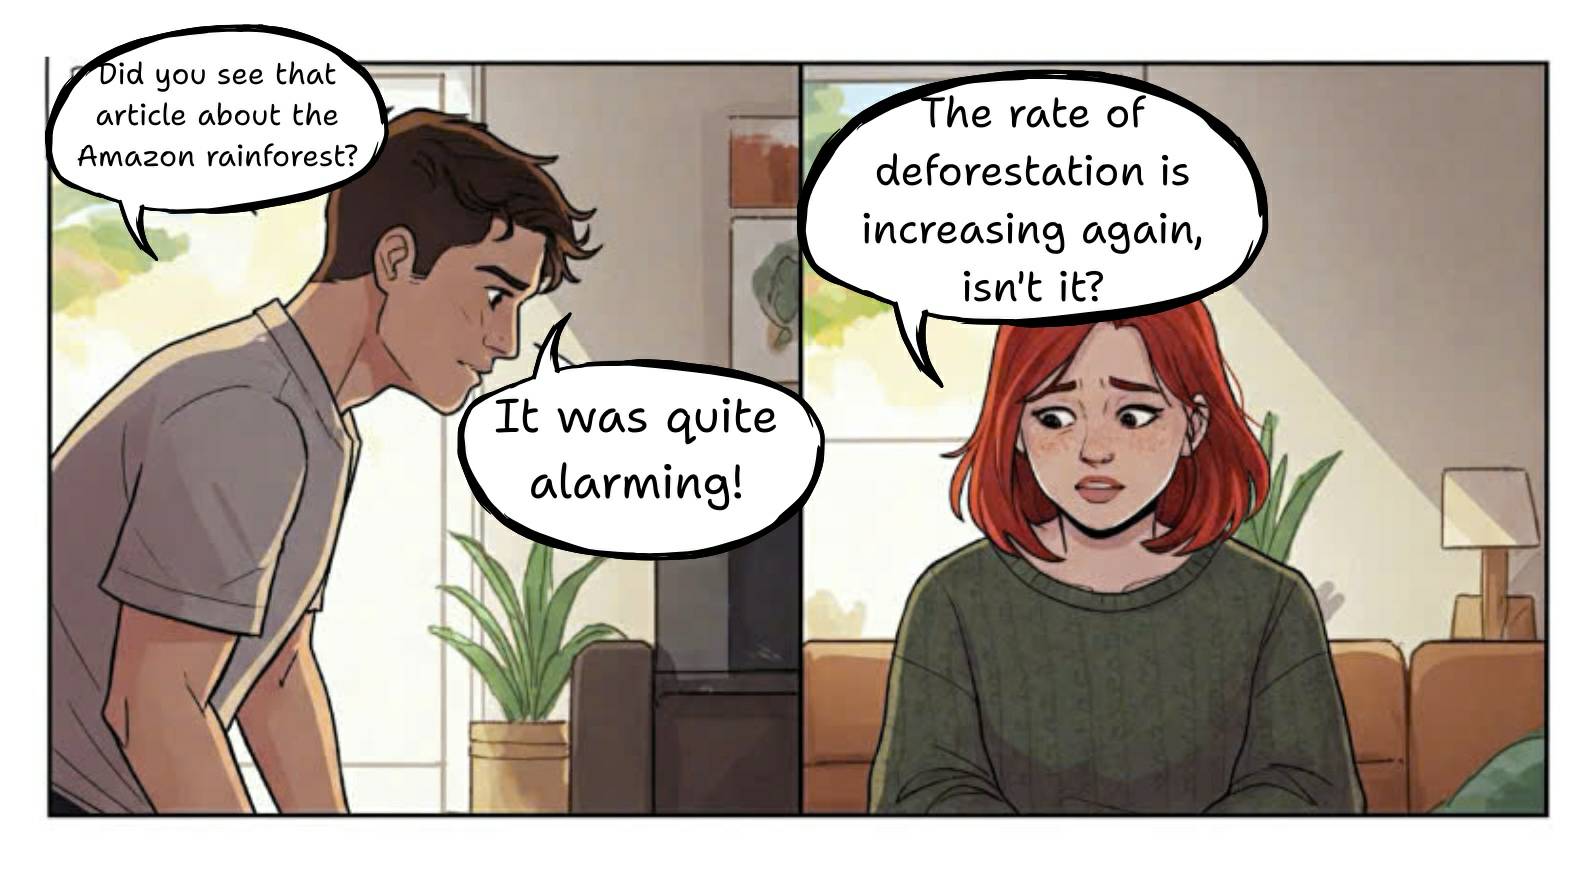 Did you see that
article about the
Amazon rainforest?
It was quite
alarming!
The rate of
deforestation is
increasing again,
isn't it?